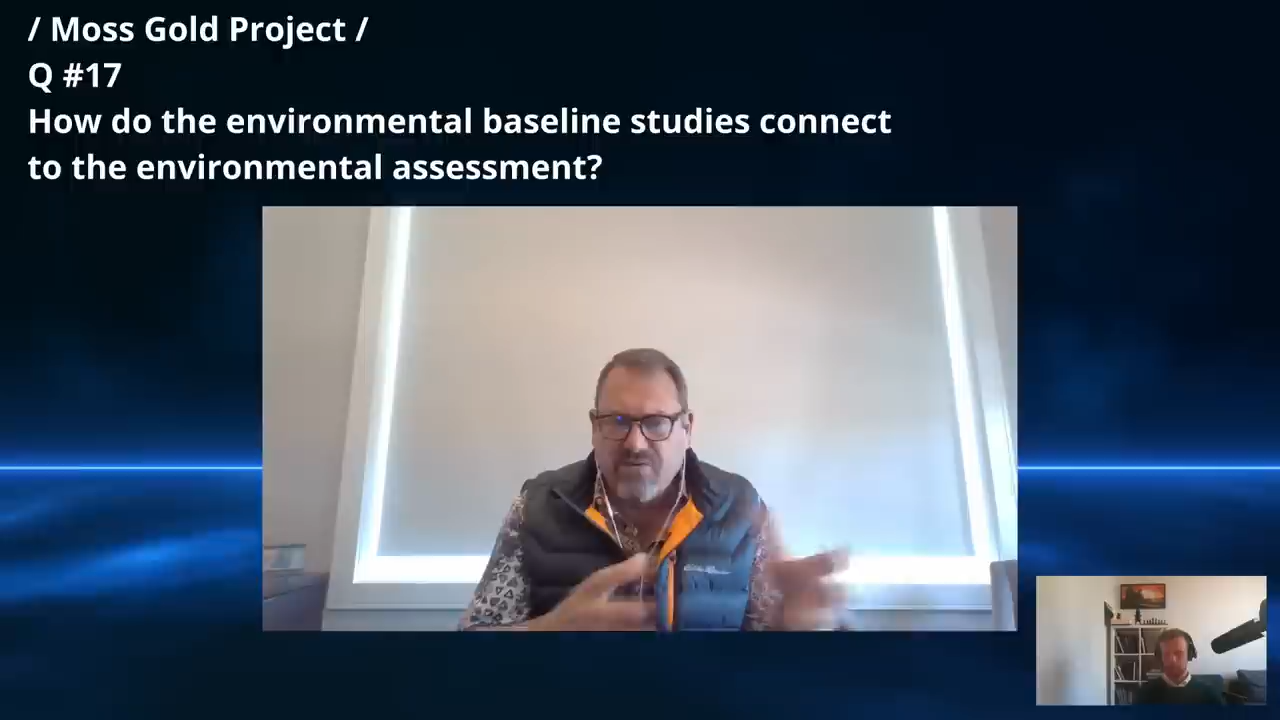 / Moss Gold Project /
Q #17
How do the environmental baseline studies connect
to the environmental assessment?